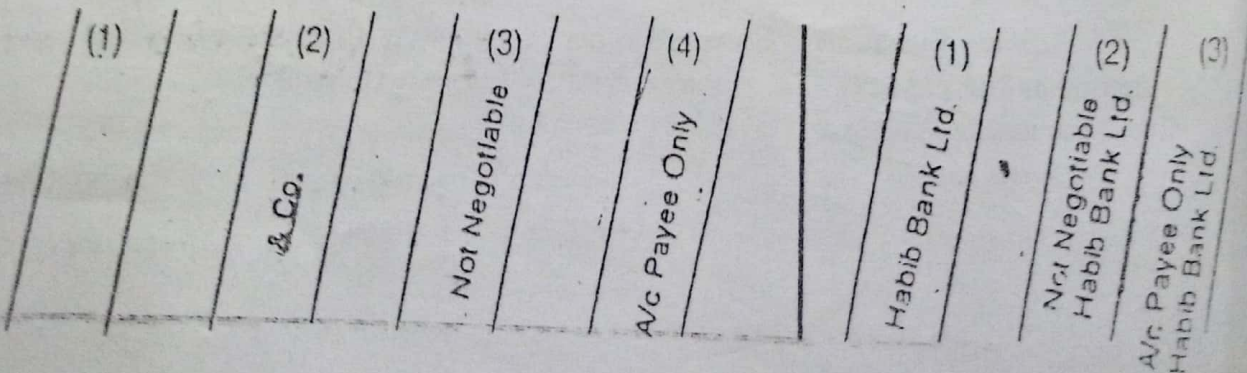 (1)
(2)
& Co.
(3)
Not Negotiable
(4)
A/c Payee Only
(1)
Habib Bank Ltd.
(2)
Not Negotiable
Habib Bank Ltd.
(3)
A/c. Payee Only
Habib Bank Ltd.